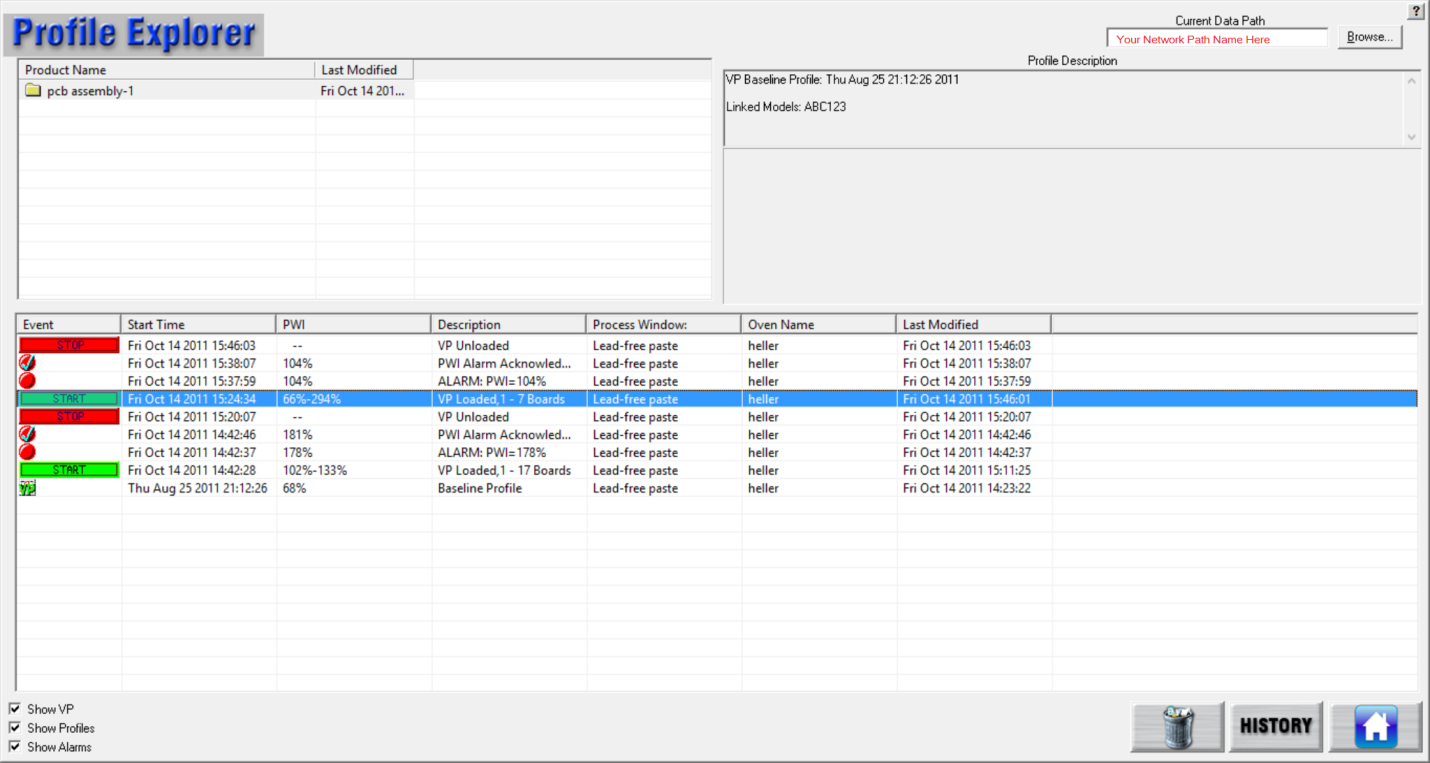 ?
Profile Explorer
Current Data Path
Your Network Path Name Here
Browse...
Profile Description
Product Name Last Modified
pcb assembly-1 Fri Oct 14 201...
VP Baseline Profile: Thu Aug 25 21:12:26 2011
Linked Models: ABC123
Event Start Time PWI Description Process Window: Oven Name Last Modified
STOP Fri Oct 14 2011 15:46:03 -- VP Unloaded Lead-free paste heller Fri Oct 14 2011 15:46:03
Fri Oct 14 2011 15:38:07 104% PWI Alarm Acknowled... Lead-free paste heller Fri Oct 14 2011 15:38:07
Fri Oct 14 2011 15:37:59 104% ALARM: PWI=104% Lead-free paste heller Fri Oct 14 2011 15:37:59
START Fri Oct 14 2011 15:24:34 66%-294% VP Loaded,1 - 7 Boards Lead-free paste heller Fri Oct 14 2011 15:46:01
STOP Fri Oct 14 2011 15:20:07 -- VP Unloaded Lead-free paste heller Fri Oct 14 2011 15:20:07
Fri Oct 14 2011 14:42:46 181% PWI Alarm Acknowled... Lead-free paste heller Fri Oct 14 2011 14:42:46
Fri Oct 14 2011 14:42:37 178% ALARM: PWI=178% Lead-free paste heller Fri Oct 14 2011 14:42:37
START Fri Oct 14 2011 14:42:28 102%-133% VP Loaded,1 - 17 Boards Lead-free paste heller Fri Oct 14 2011 15:11:25
VP Thu Aug 25 2011 21:12:26 68% Baseline Profile Lead-free paste heller Fri Oct 14 2011 14:23:22
Show VP
Show Profiles
Show Alarms
HISTORY